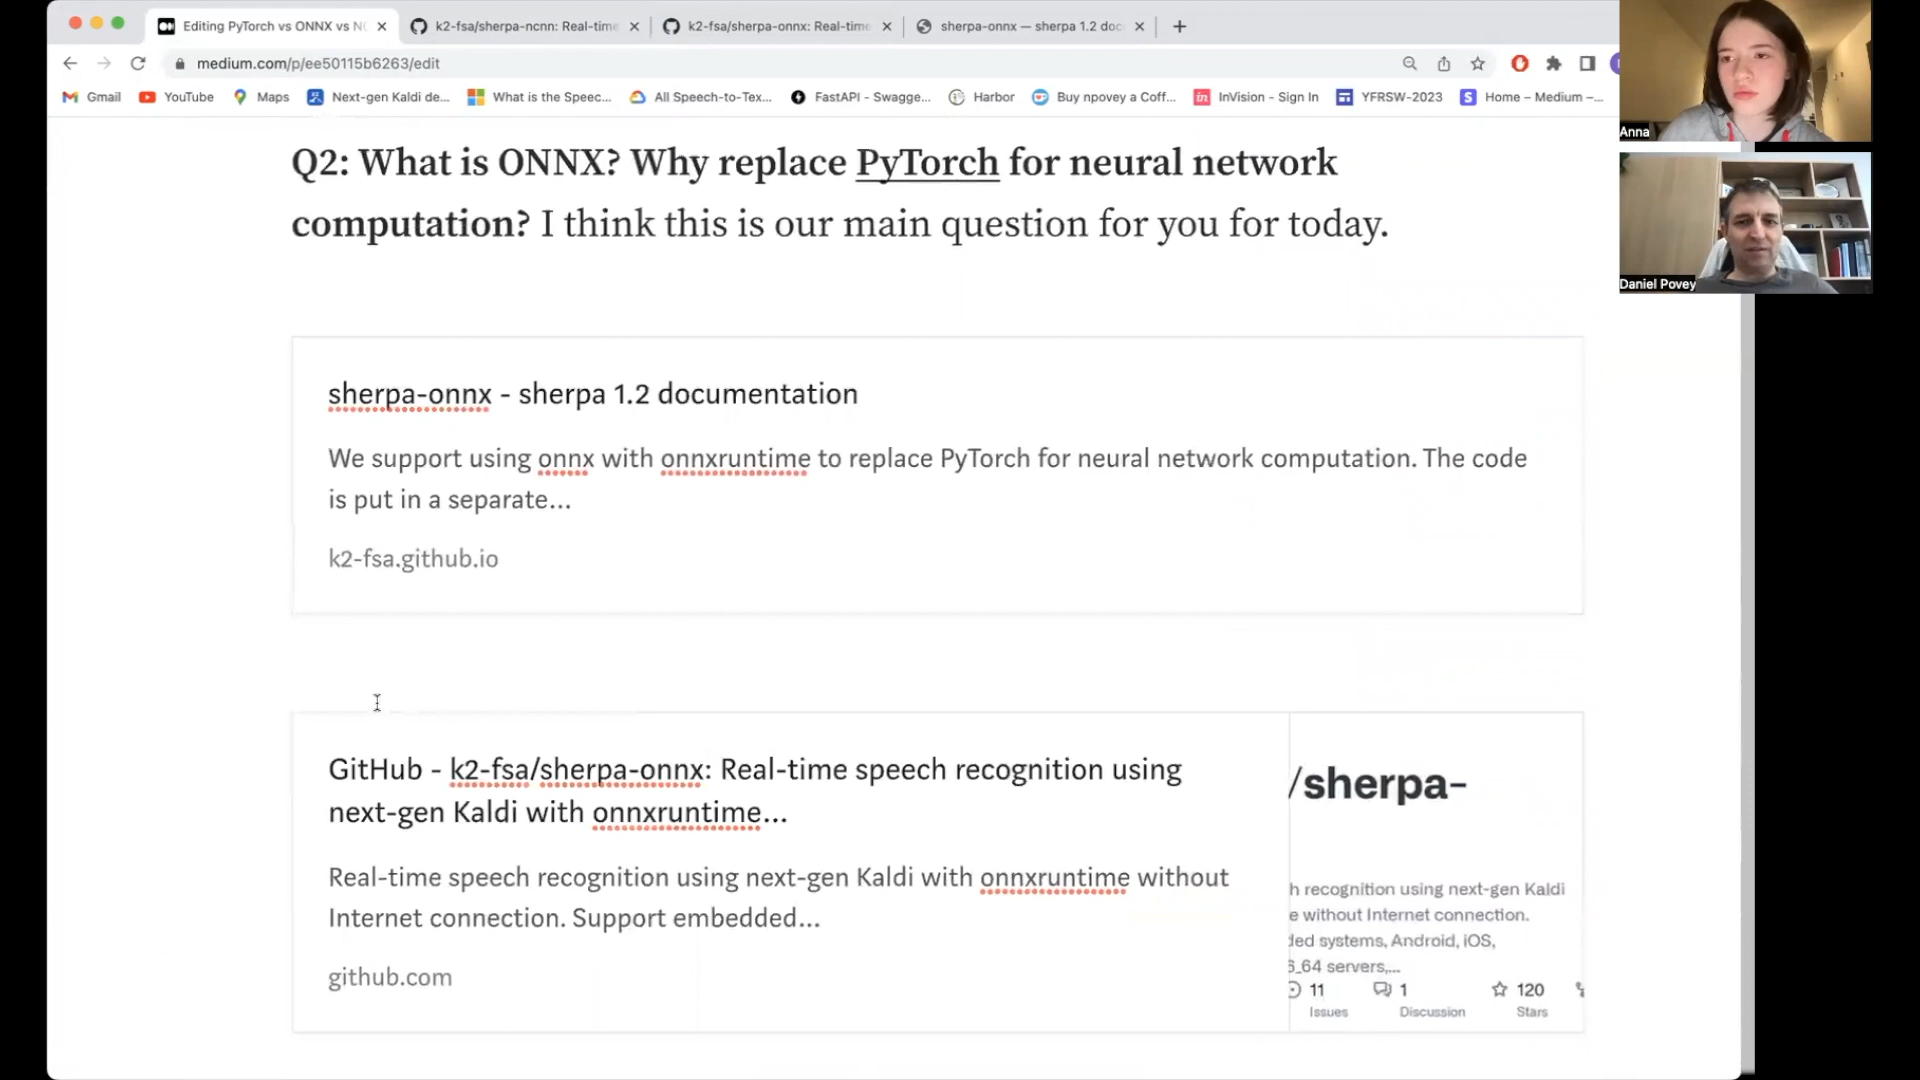 Editing PyTorch vs ONNX vs NC
k2-fsa/sherpa-ncnn: Real-time
k2-fsa/sherpa-onnx: Real-time
sherpa-onnx — sherpa 1.2 doc
medium.com/p/ee50115b6263/edit
Gmail
YouTube
Maps
Next-gen Kaldi de...
What is the Speec...
All Speech-to-Tex...
FastAPI - Swagge...
Harbor
Buy npovey a Coff...
InVision - Sign In
YFRSW-2023
Home – Medium –...
Anna
Daniel Povey
Q2: What is ONNX? Why replace PyTorch for neural network
computation? I think this is our main question for you for today.
sherpa-onnx - sherpa 1.2 documentation
We support using onnx with onnxruntime to replace PyTorch for neural network computation. The code
is put in a separate...
k2-fsa.github.io
GitHub - k2-fsa/sherpa-onnx: Real-time speech recognition using
next-gen Kaldi with onnxruntime...
Real-time speech recognition using next-gen Kaldi with onnxruntime without
Internet connection. Support embedded...
github.com
/sherpa-
h recognition using next-gen Kaldi
e without Internet connection.
ded systems, Android, iOS,
6_64 servers,...
11
Issues
1
Discussion
120
Stars